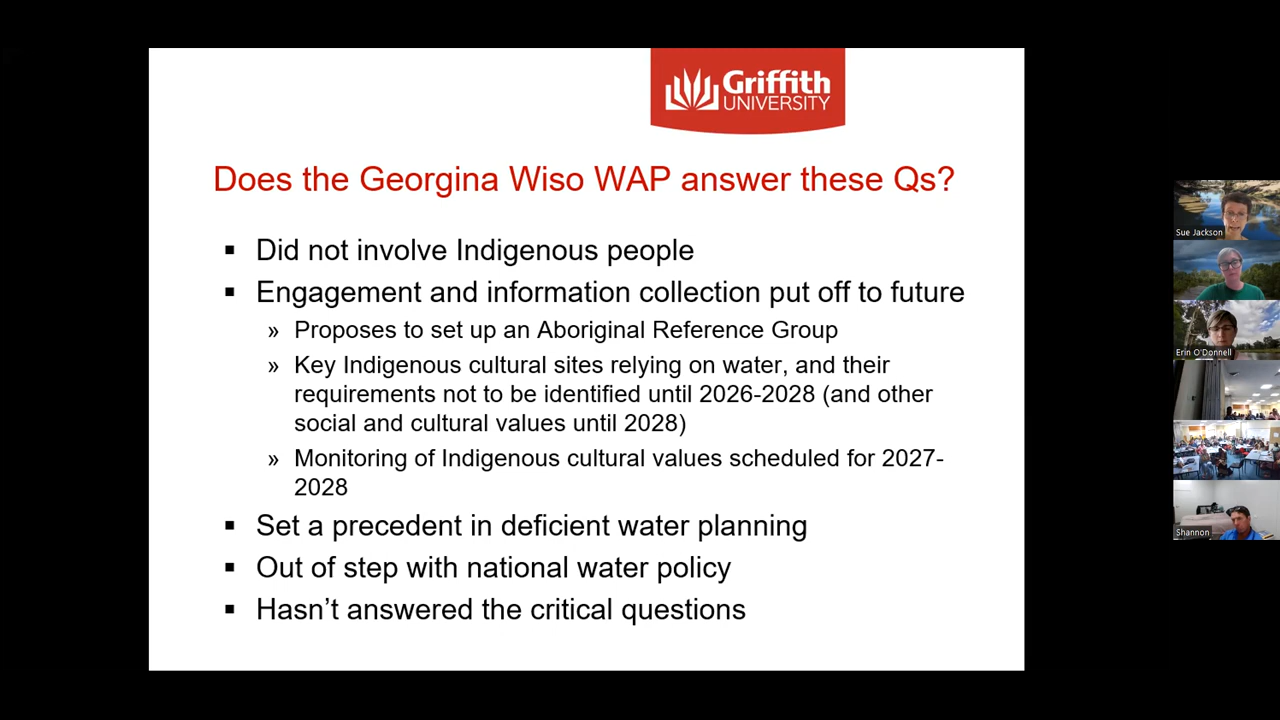 Griffith
UNIVERSITY
Does the Georgina Wiso WAP answer these Qs?
▪ Did not involve Indigenous people
▪ Engagement and information collection put off to future
» Proposes to set up an Aboriginal Reference Group
» Key Indigenous cultural sites relying on water, and their
requirements not to be identified until 2026-2028 (and other
social and cultural values until 2028)
» Monitoring of Indigenous cultural values scheduled for 2027-
2028
▪ Set a precedent in deficient water planning
▪ Out of step with national water policy
▪ Hasn’t answered the critical questions
Sue Jackson
Erin O'Donnell
Shannon